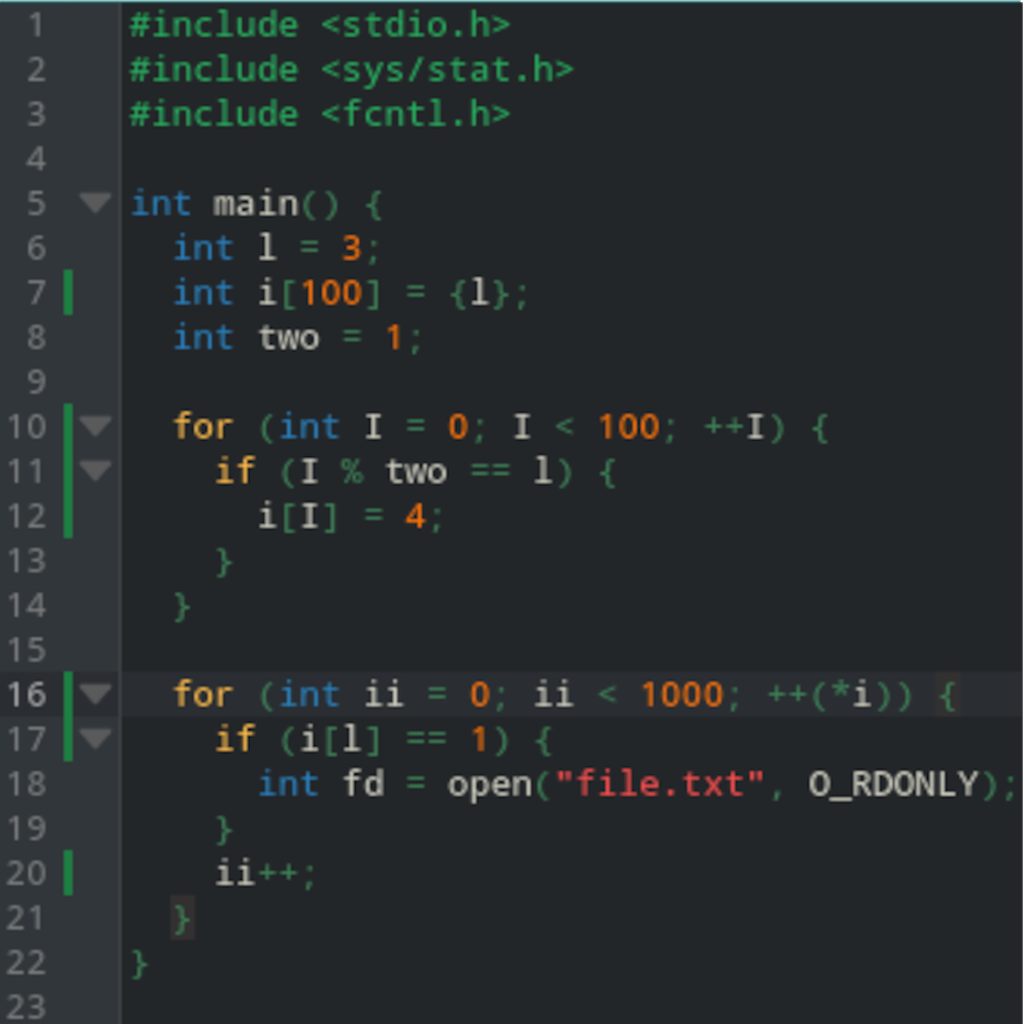 1 #include <stdio.h>
2 #include <sys/stat.h>
3 #include <fcntl.h>
4
5 int main() {
6   int l = 3;
7   int i[100] = {l};
8   int two = 1;
9
10   for (int I = 0; I < 100; ++I) {
11     if (I % two == l) {
12       i[I] = 4;
13     }
14   }
15
16   for (int ii = 0; ii < 1000; ++(*i)) {
17     if (i[l] == 1) {
18       int fd = open("file.txt", O_RDONLY);
19     }
20     ii++;
21   }
22 }
23